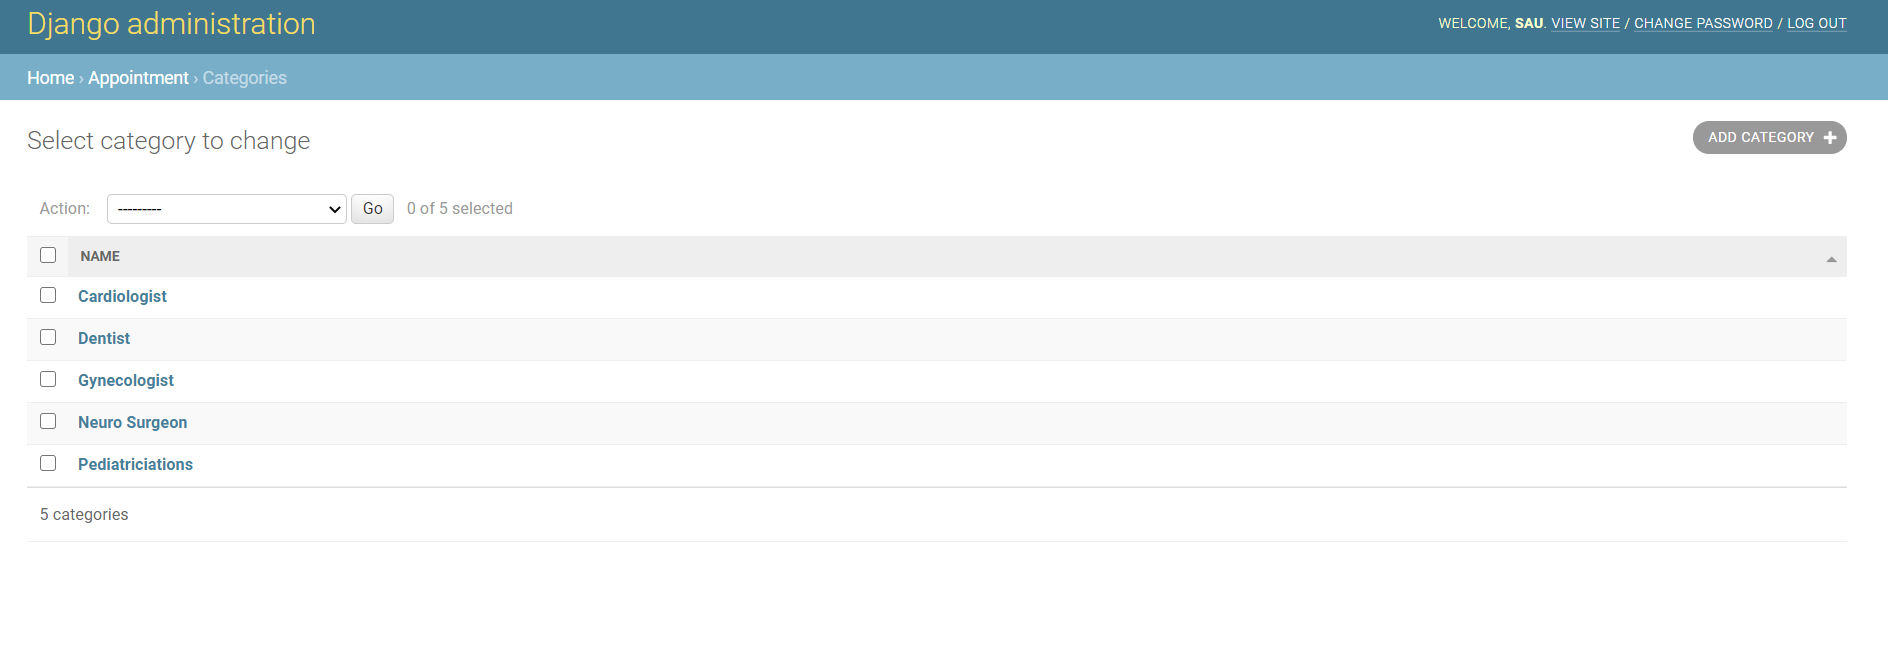 Django administration
WELCOME, SAU. VIEW SITE / CHANGE PASSWORD / LOG OUT
Home › Appointment › Categories
Select category to change
ADD CATEGORY
Action: --------- Go 0 of 5 selected
NAME
Cardiologist
Dentist
Gynecologist
Neuro Surgeon
Pediatriciations
5 categories